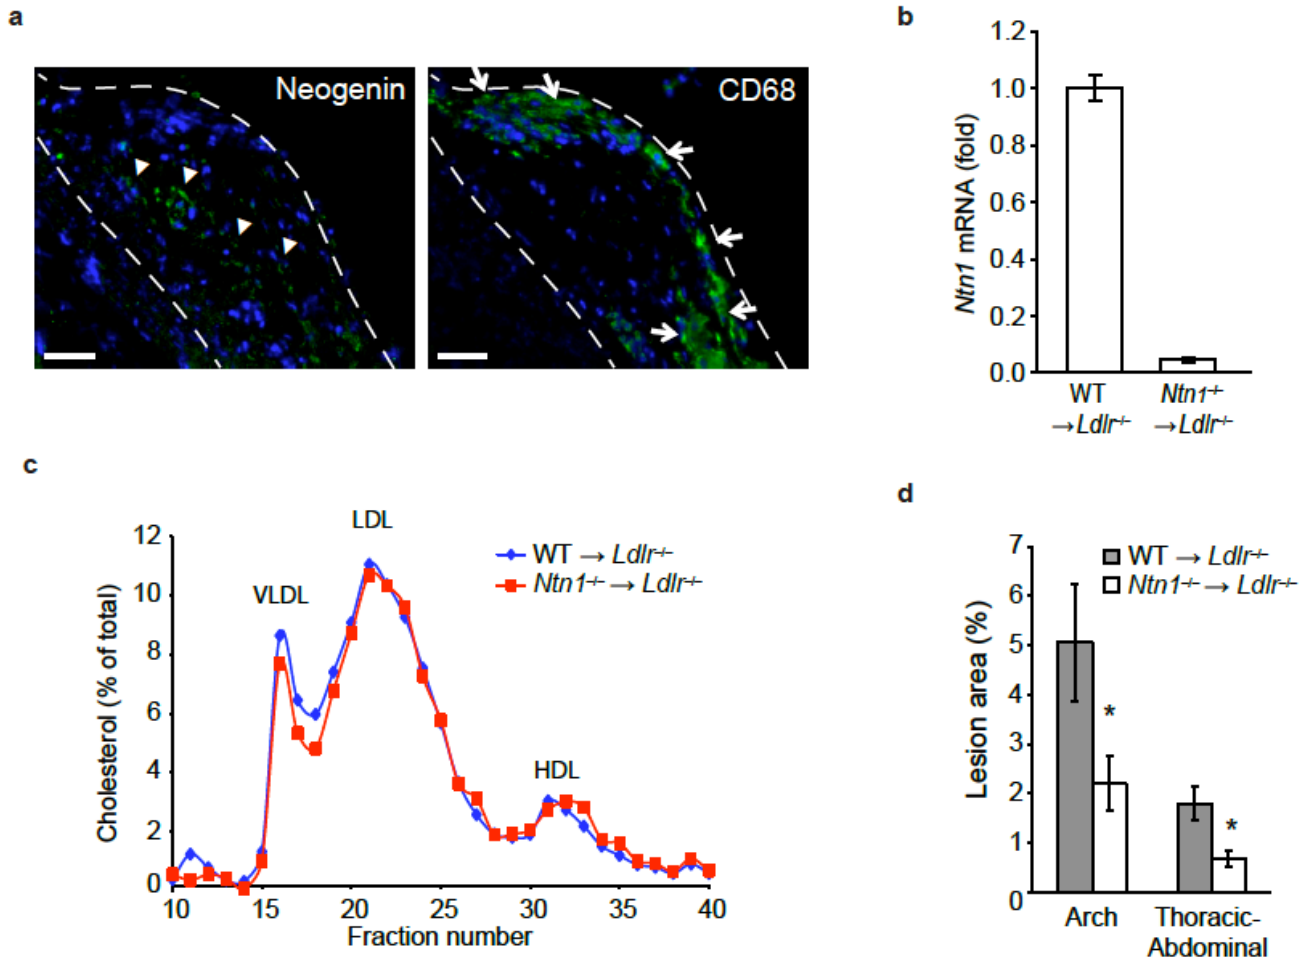 a
Neogenin
CD68
b
1.2
1.0
0.8
0.6
0.4
0.2
0.0
Ntn1 mRNA (fold)
WT
→Ldlr-/-
Ntn1-/-
→Ldlr-/-
c
12
10
8
6
4
2
0
Cholesterol (% of total)
VLDL
LDL
HDL
WT → Ldlr-/-
Ntn1-/- → Ldlr-/-
10 15 20 25 30 35 40
Fraction number
d
7
6
5
4
3
2
1
0
Lesion area (%)
WT → Ldlr-/-
Ntn1-/- → Ldlr-/-
*
*
Arch
Thoracic-
Abdominal